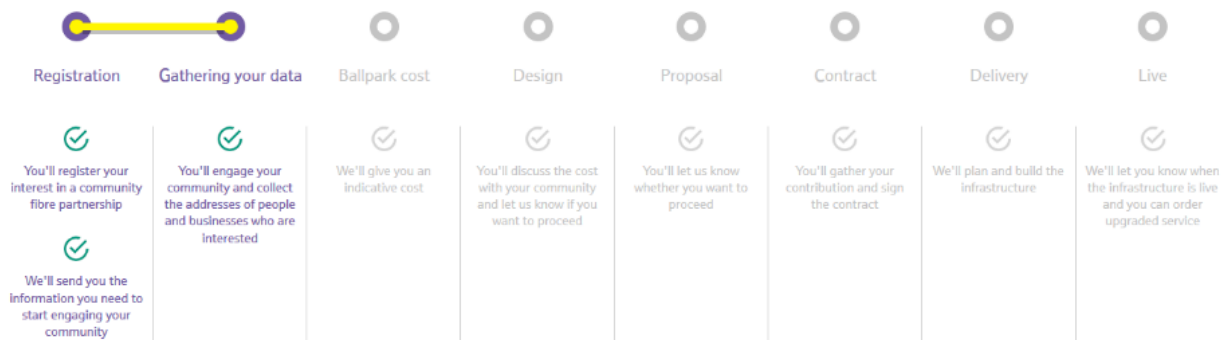 Registration
Gathering your data
Ballpark cost
Design
Proposal
Contract
Delivery
Live
You'll register your
interest in a community
fibre partnership
We'll send you the
information you need to
start engaging your
community
You'll engage your
community and collect
the addresses of people
and businesses who are
interested
We'll give you an
indicative cost
You'll discuss the cost
with your community
and let us know if you
want to proceed
You'll let us know
whether you want to
proceed
You'll gather your
contribution and sign
the contract
We'll plan and build the
infrastructure
We'll let you know when
the infrastructure is live
and you can order
upgraded service